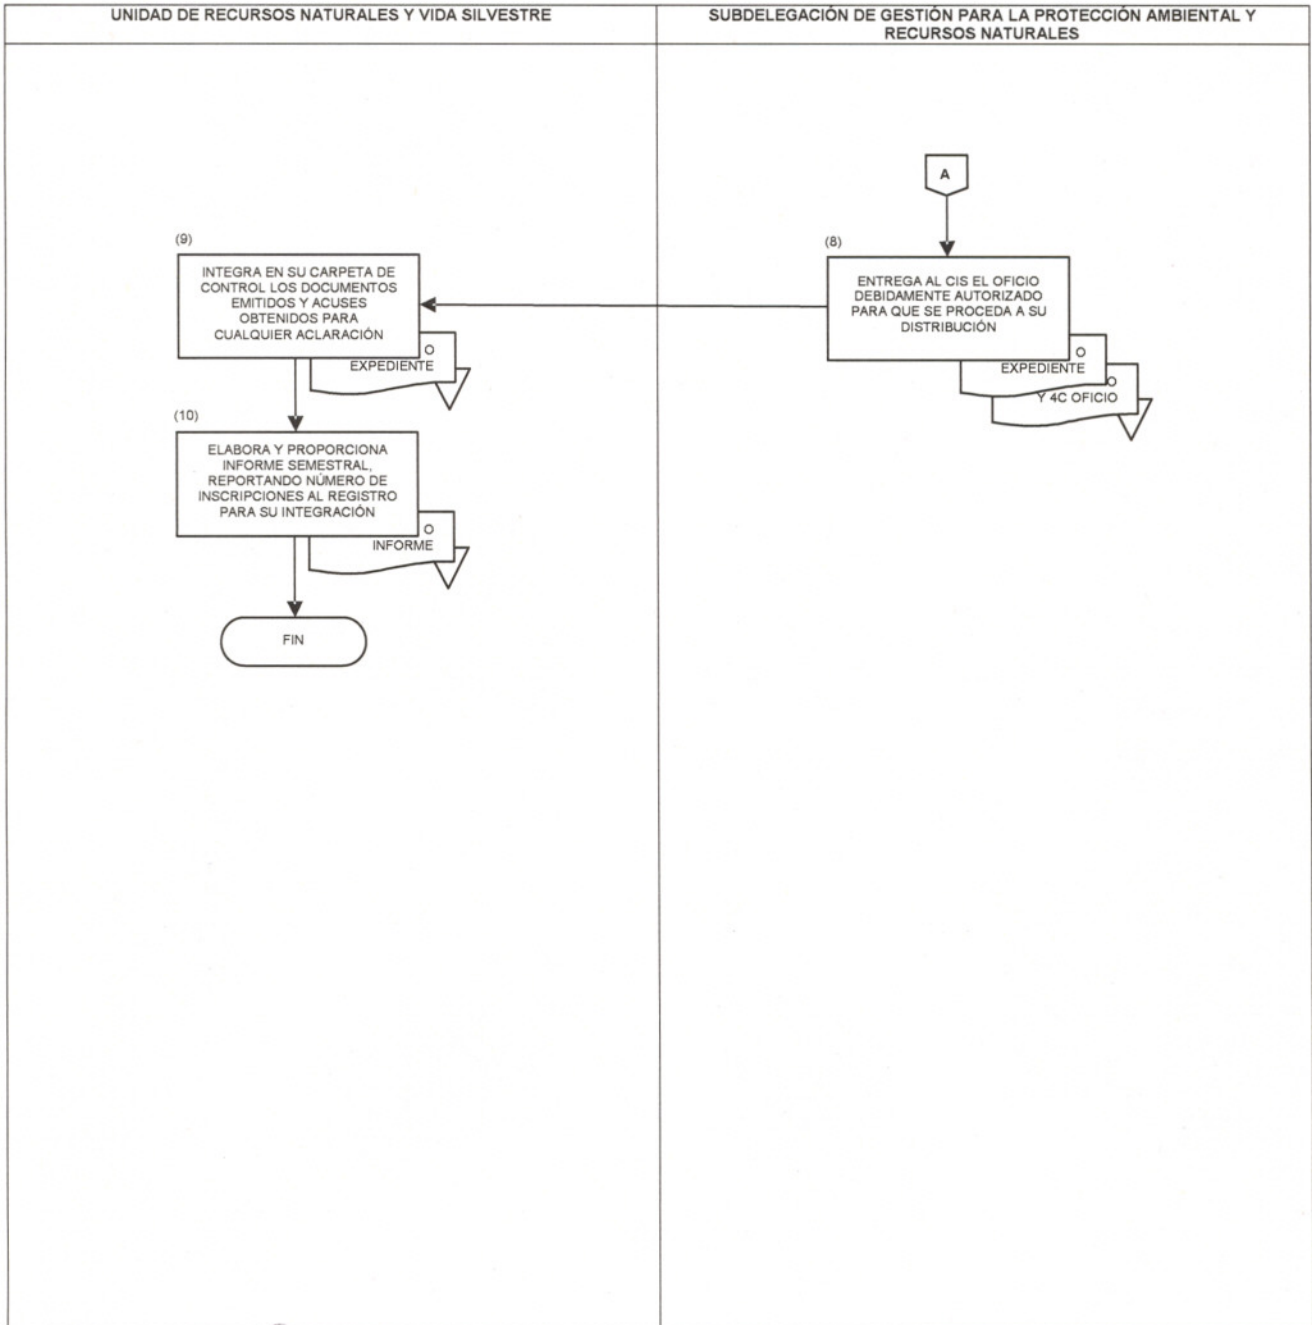 UNIDAD DE RECURSOS NATURALES Y VIDA SILVESTRE
SUBDELEGACIÓN DE GESTIÓN PARA LA PROTECCIÓN AMBIENTAL Y
RECURSOS NATURALES
A
(8)
ENTREGA AL CIS EL OFICIO
DEBIDAMENTE AUTORIZADO
PARA QUE SE PROCEDA A SU
DISTRIBUCIÓN
O
EXPEDIENTE
O
Y 4C OFICIO
(9)
INTEGRA EN SU CARPETA DE
CONTROL LOS DOCUMENTOS
EMITIDOS Y ACUSES
OBTENIDOS PARA
CUALQUIER ACLARACIÓN
O
EXPEDIENTE
(10)
ELABORA Y PROPORCIONA
INFORME SEMESTRAL,
REPORTANDO NÚMERO DE
INSCRIPCIONES AL REGISTRO
PARA SU INTEGRACIÓN
O
INFORME
FIN